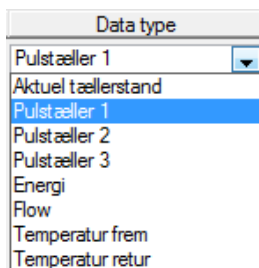 Data type
Pulstæller 1
Aktuel tællerstand
Pulstæller 1
Pulstæller 2
Pulstæller 3
Energi
Flow
Temperatur frem
Temperatur retur